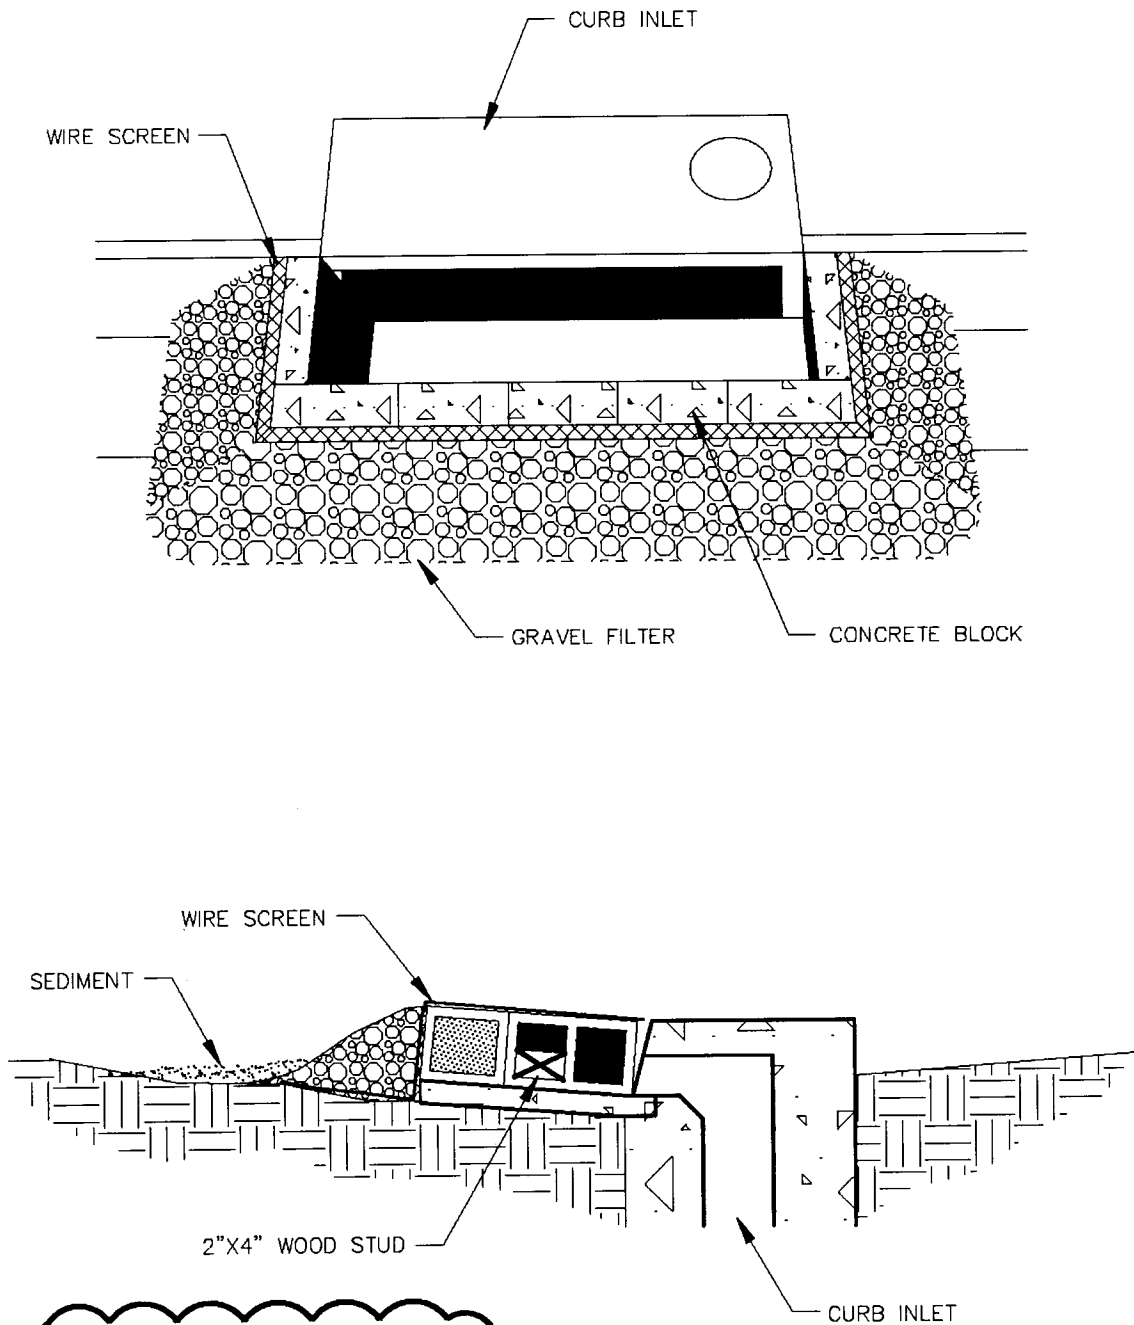 CURB INLET
WIRE SCREEN
GRAVEL FILTER
CONCRETE BLOCK
WIRE SCREEN
SEDIMENT
2"X4" WOOD STUD
CURB INLET